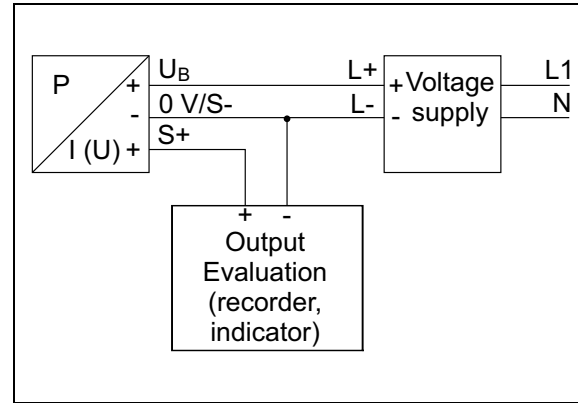 P
+
-
I (U) +
U_B
0 V/S-
S+
L+
L-
+ Voltage
- supply
L1
N
+ -
Output
Evaluation
(recorder,
indicator)